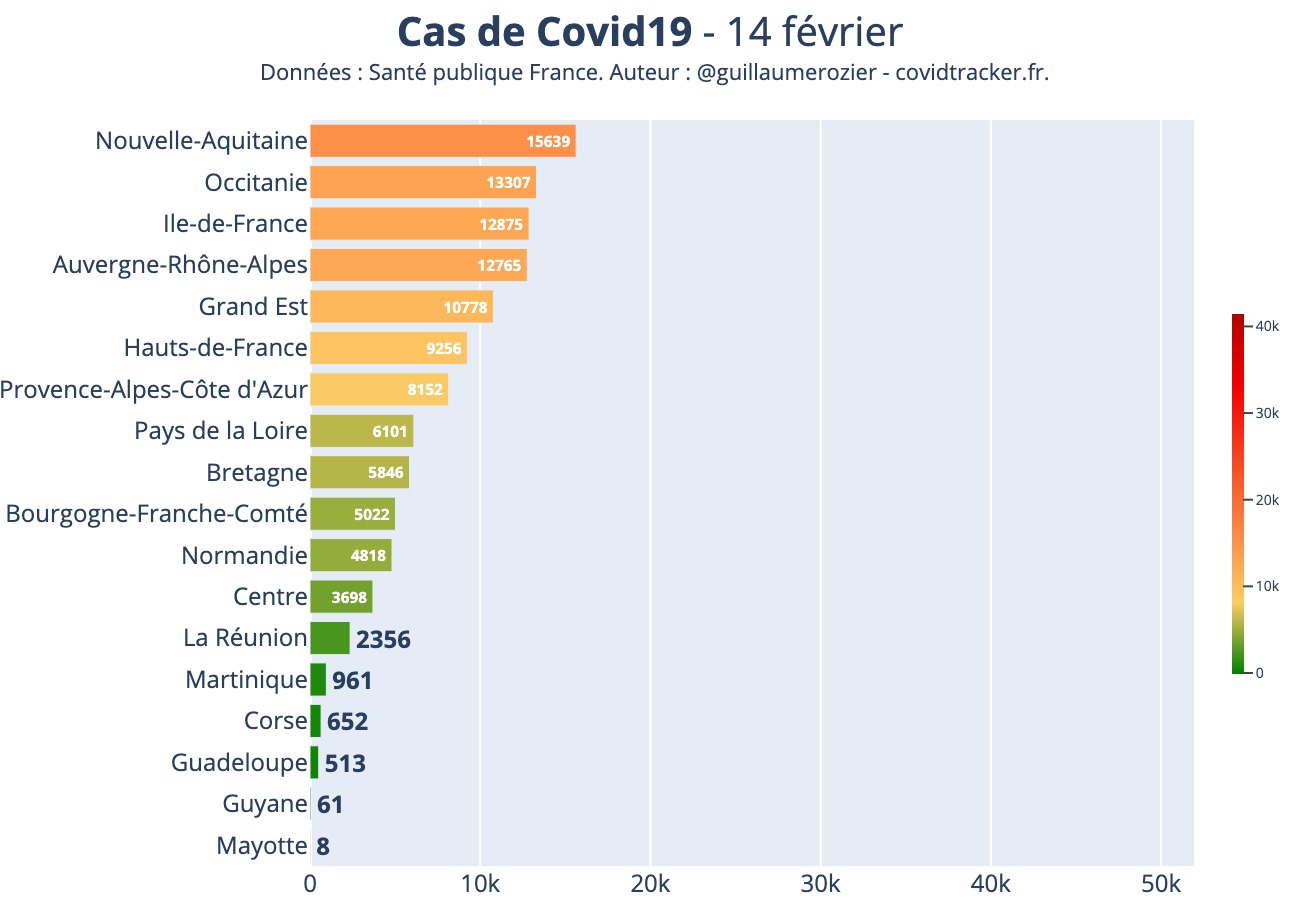 Cas de Covid19 - 14 février
Données : Santé publique France. Auteur : @guillaumerozier - covidtracker.fr.
Nouvelle-Aquitaine 15639
Occitanie 13307
Ile-de-France 12875
Auvergne-Rhône-Alpes 12765
Grand Est 10778
Hauts-de-France 9256
Provence-Alpes-Côte d'Azur 8152
Pays de la Loire 6101
Bretagne 5846
Bourgogne-Franche-Comté 5022
Normandie 4818
Centre 3698
La Réunion 2356
Martinique 961
Corse 652
Guadeloupe 513
Guyane 61
Mayotte 8
0 10k 20k 30k 40k 50k
40k
30k
20k
10k
0